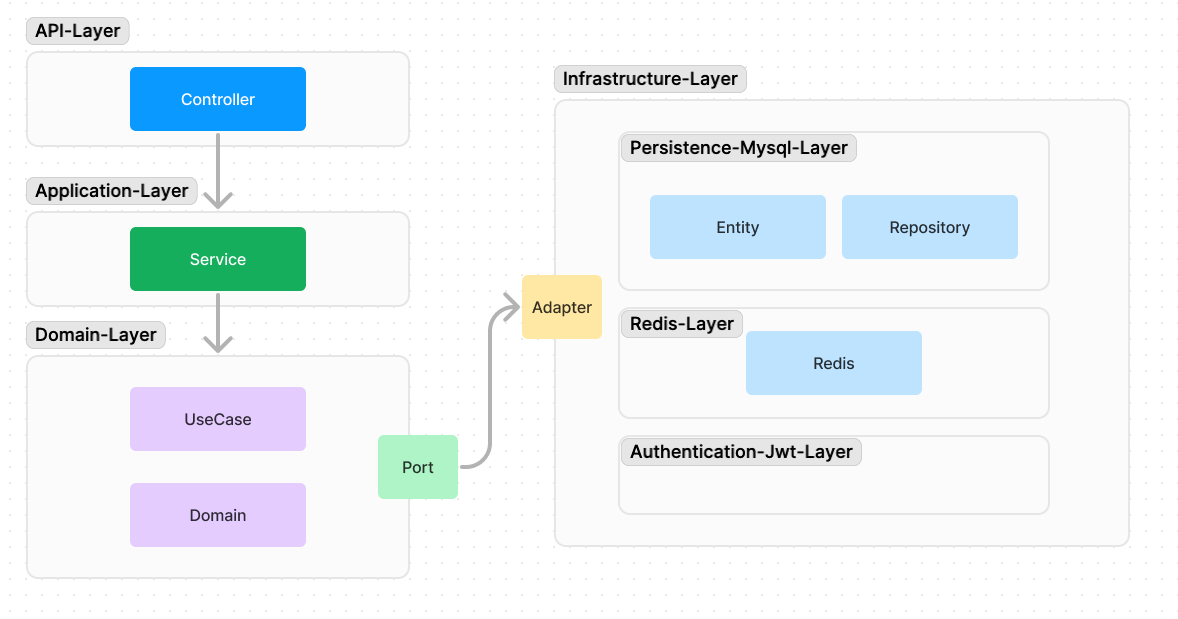 API-Layer
Controller
Application-Layer
Service
Domain-Layer
UseCase
Domain
Port
Adapter
Infrastructure-Layer
Persistence-Mysql-Layer
Entity
Repository
Redis-Layer
Redis
Authentication-Jwt-Layer